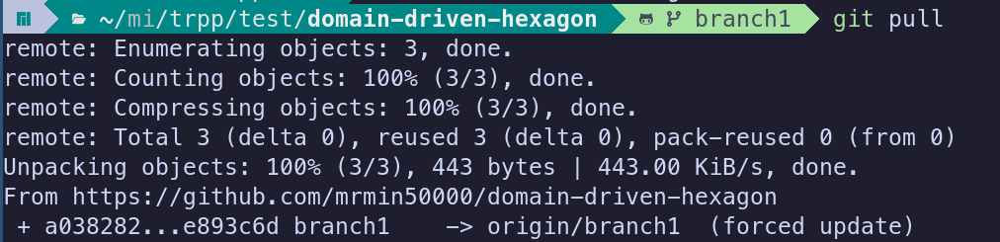 ~/mi/trpp/test/domain-driven-hexagon branch1 git pull
remote: Enumerating objects: 3, done.
remote: Counting objects: 100% (3/3), done.
remote: Compressing objects: 100% (3/3), done.
remote: Total 3 (delta 0), reused 3 (delta 0), pack-reused 0 (from 0)
Unpacking objects: 100% (3/3), 443 bytes | 443.00 KiB/s, done.
From https://github.com/mrmin50000/domain-driven-hexagon
 + a038282...e893c6d branch1    -> origin/branch1  (forced update)